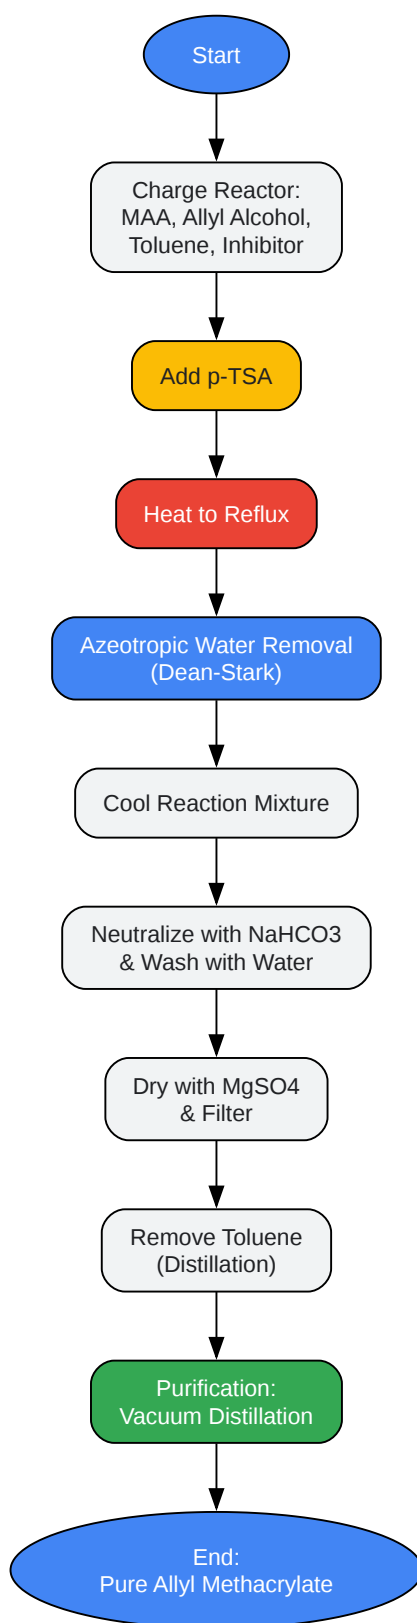 Start
Charge Reactor:
MAA, Allyl Alcohol,
Toluene, Inhibitor
Add p-TSA
Heat to Reflux
Azeotropic Water Removal
(Dean-Stark)
Cool Reaction Mixture
Neutralize with NaHCO3
& Wash with Water
Dry with MgSO4
& Filter
Remove Toluene
(Distillation)
Purification:
Vacuum Distillation
End:
Pure Allyl Methacrylate